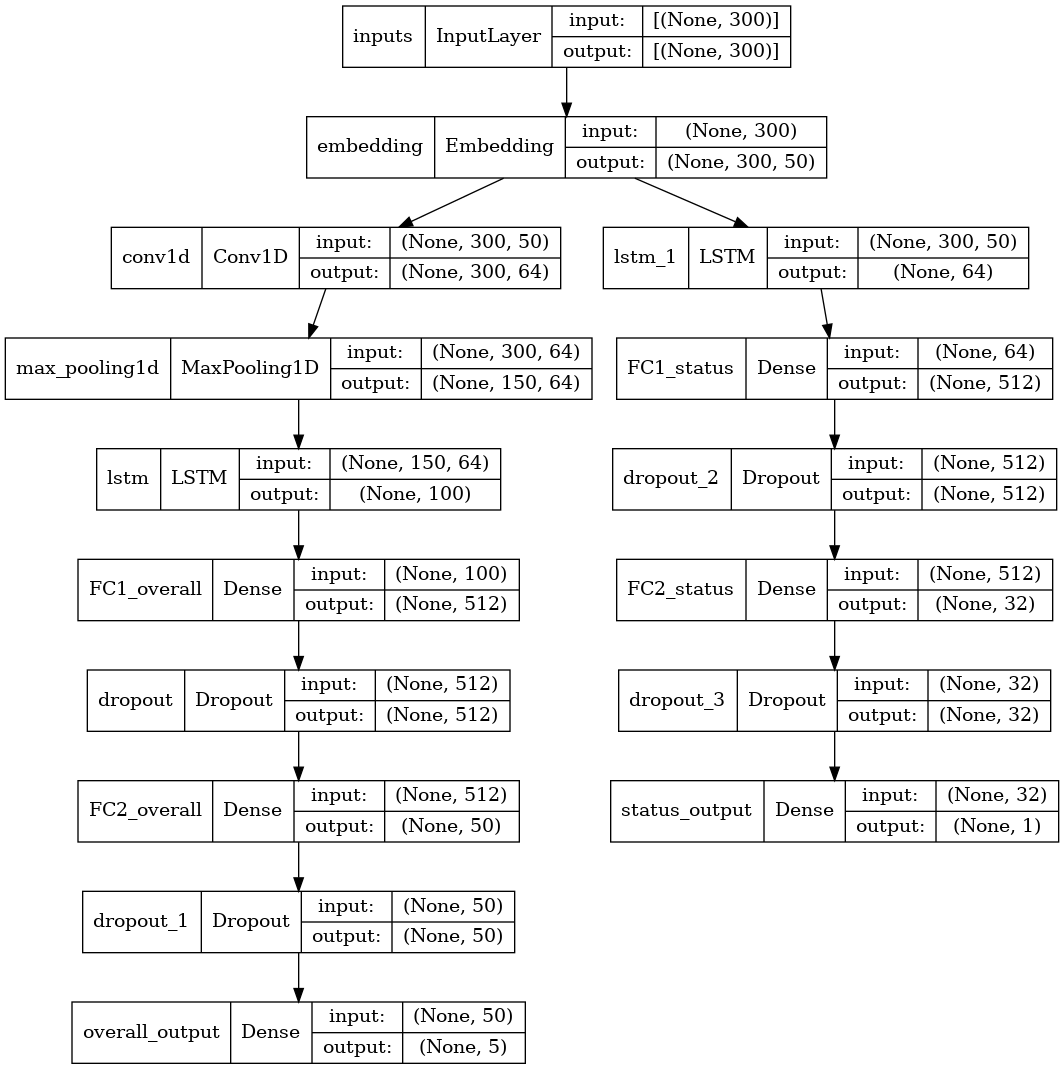 inputs InputLayer input: [(None, 300)]
output: [(None, 300)]
embedding Embedding input: (None, 300)
output: (None, 300, 50)
conv1d Conv1D input: (None, 300, 50)
output: (None, 300, 64)
lstm_1 LSTM input: (None, 300, 50)
output: (None, 64)
max_pooling1d MaxPooling1D input: (None, 300, 64)
output: (None, 150, 64)
FC1_status Dense input: (None, 64)
output: (None, 512)
lstm LSTM input: (None, 150, 64)
output: (None, 100)
dropout_2 Dropout input: (None, 512)
output: (None, 512)
FC1_overall Dense input: (None, 100)
output: (None, 512)
FC2_status Dense input: (None, 512)
output: (None, 32)
dropout Dropout input: (None, 512)
output: (None, 512)
dropout_3 Dropout input: (None, 32)
output: (None, 32)
FC2_overall Dense input: (None, 512)
output: (None, 50)
status_output Dense input: (None, 32)
output: (None, 1)
dropout_1 Dropout input: (None, 50)
output: (None, 50)
overall_output Dense input: (None, 50)
output: (None, 5)